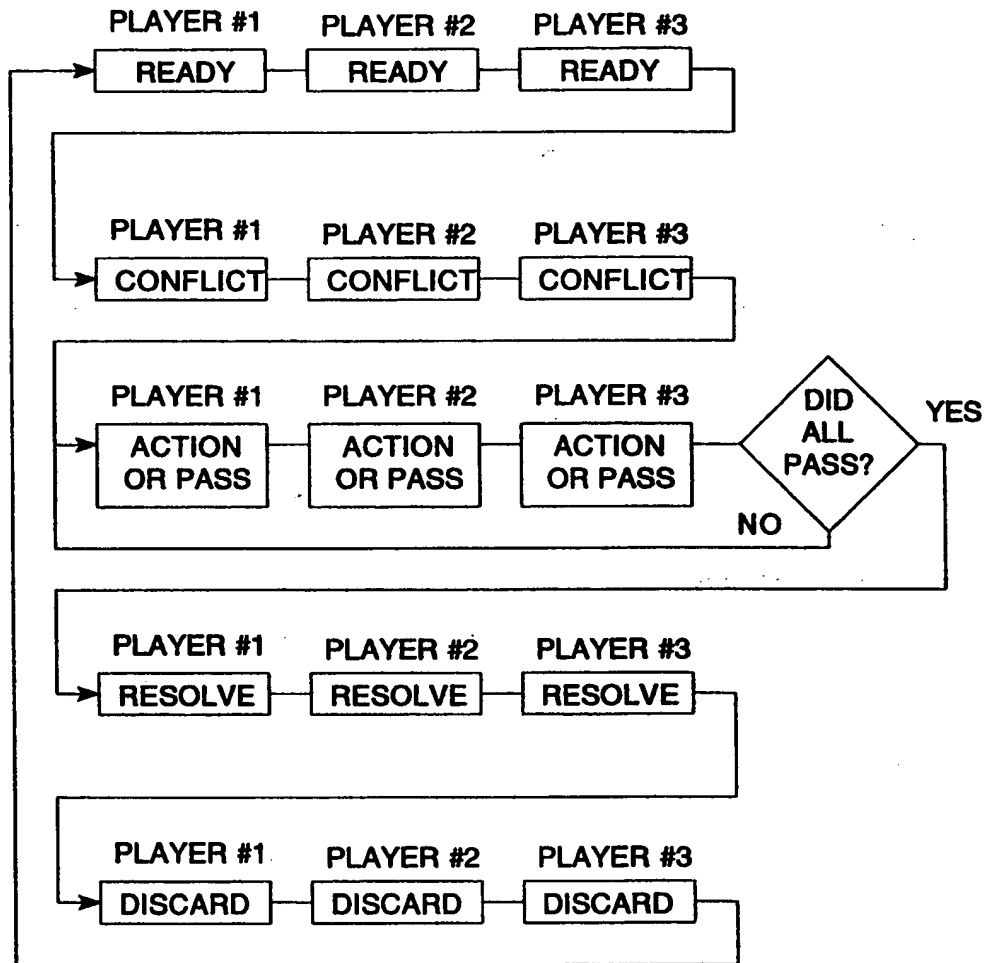 PLAYER #1 PLAYER #2 PLAYER #3
READY READY READY
PLAYER #1 PLAYER #2 PLAYER #3
CONFLICT CONFLICT CONFLICT
PLAYER #1 PLAYER #2 PLAYER #3
ACTION
OR PASS
ACTION
OR PASS
ACTION
OR PASS
DID
ALL
PASS?
YES
NO
PLAYER #1 PLAYER #2 PLAYER #3
RESOLVE RESOLVE RESOLVE
PLAYER #1 PLAYER #2 PLAYER #3
DISCARD DISCARD DISCARD